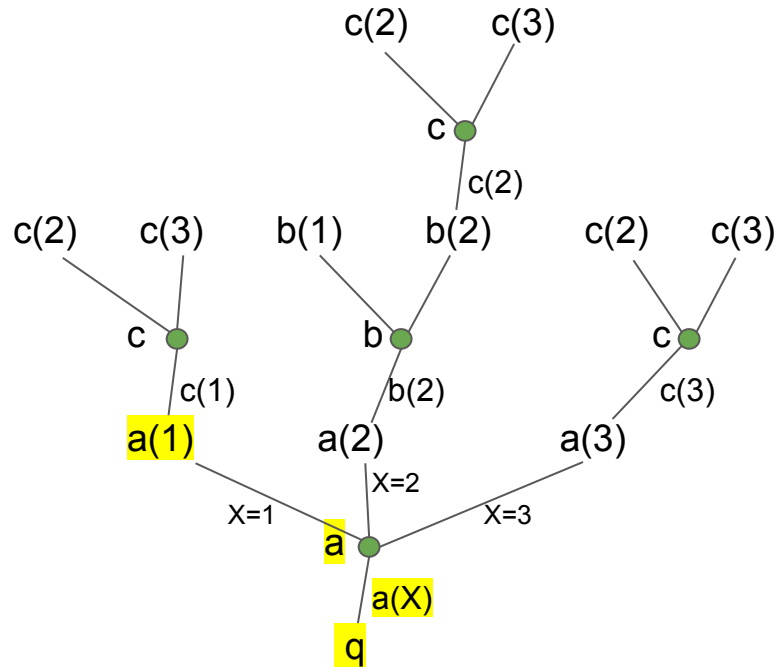 c(2) c(3)
c
c(2)
c(2) c(3) b(1) b(2) c(2) c(3)
c b c
c(1) b(2) c(3)
a(1) a(2) a(3)
X=2
X=1 X=3
a
a(X)
q